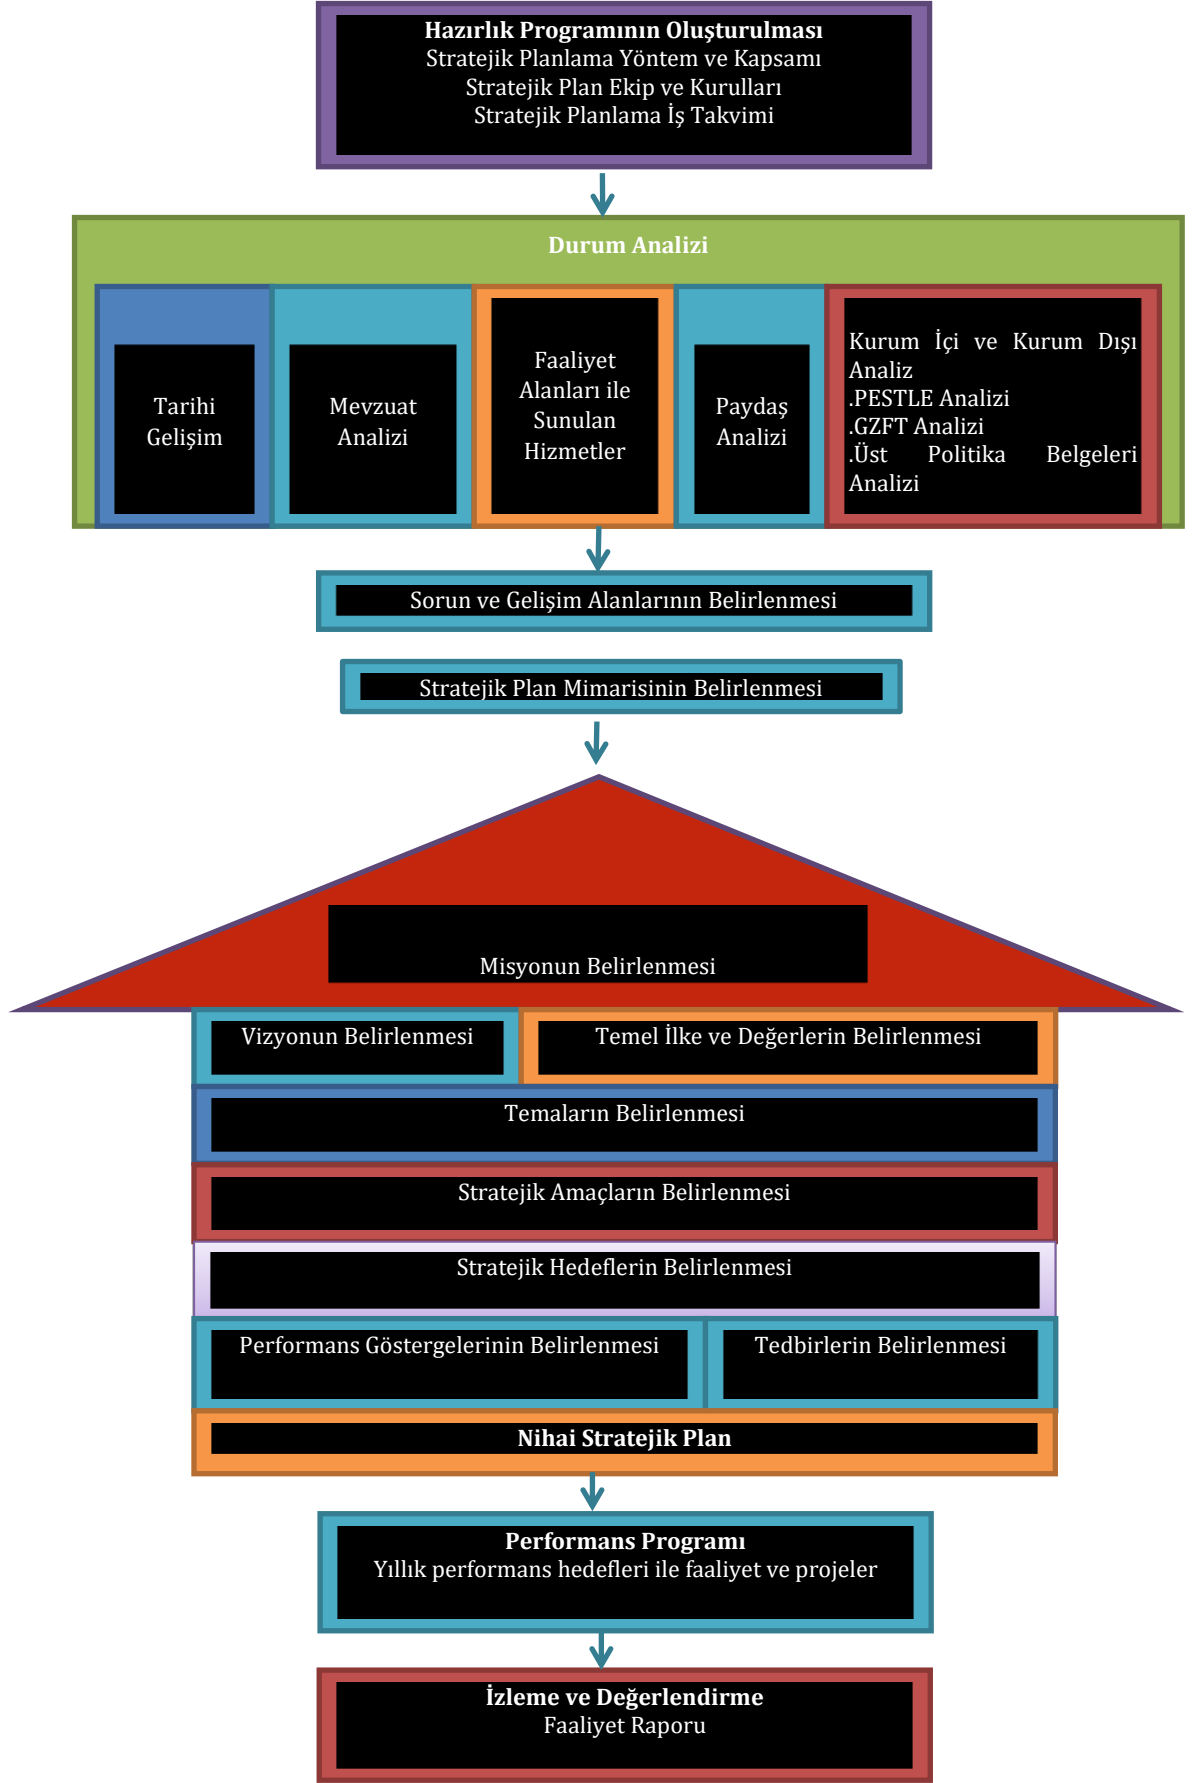 Hazırlık Programının Oluşturulması
Stratejik Planlama Yöntem ve Kapsamı
Stratejik Plan Ekip ve Kurulları
Stratejik Planlama İş Takvimi
Durum Analizi
Tarihi
Gelişim
Mevzuat
Analizi
Faaliyet
Alanları ile
Sunulan
Hizmetler
Paydaş
Analizi
Kurum İçi ve Kurum Dışı
Analiz
.PESTLE Analizi
.GZFT Analizi
.Üst Politika Belgeleri
Analizi
Sorun ve Gelişim Alanlarının Belirlenmesi
Stratejik Plan Mimarisinin Belirlenmesi
Misyonun Belirlenmesi
Vizyonun Belirlenmesi
Temel İlke ve Değerlerin Belirlenmesi
Temaların Belirlenmesi
Stratejik Amaçların Belirlenmesi
Stratejik Hedeflerin Belirlenmesi
Performans Göstergelerinin Belirlenmesi
Tedbirlerin Belirlenmesi
Nihai Stratejik Plan
Performans Programı
Yıllık performans hedefleri ile faaliyet ve projeler
İzleme ve Değerlendirme
Faaliyet Raporu